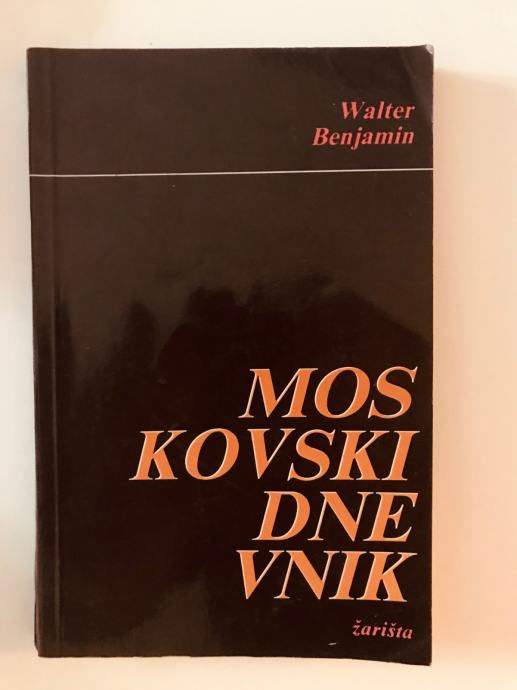 Walter
Benjamin
MOS
KOVSKI
DNE
VNIK
žarišta